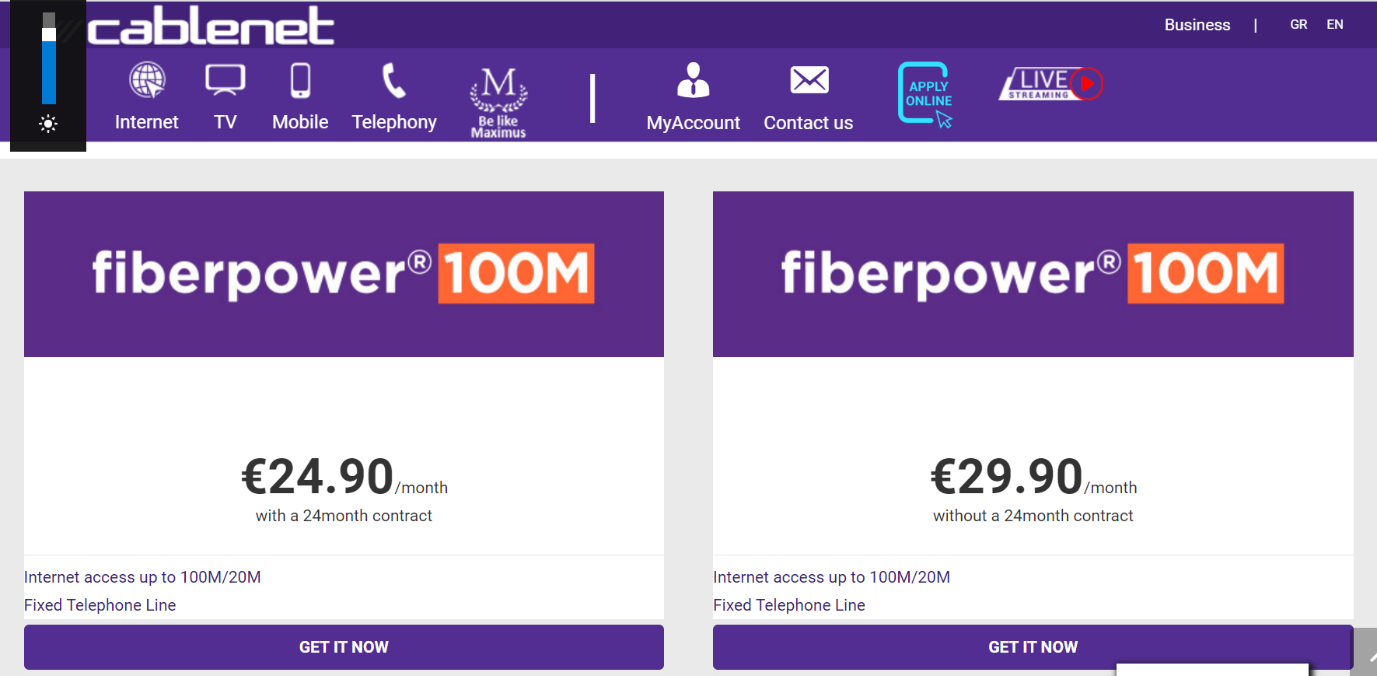 cablenet
Business | GR EN
Internet TV Mobile Telephony
M
Be like
Maximus
MyAccount Contact us
APPLY
ONLINE
LIVE
STREAMING
fiberpower® 100M
€24.90/month
with a 24month contract
Internet access up to 100M/20M
Fixed Telephone Line
GET IT NOW
fiberpower® 100M
€29.90/month
without a 24month contract
Internet access up to 100M/20M
Fixed Telephone Line
GET IT NOW